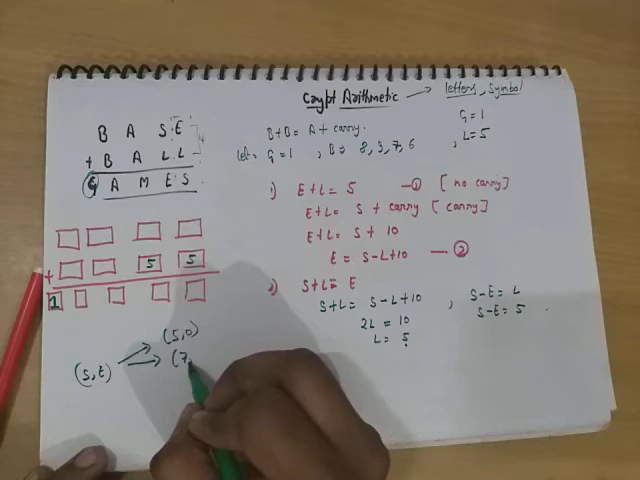 Crypt Arithmetic → letters, symbol
B A S E
+ B A L L
G A M E S
B+B = A + carry.
let, G = 1 , B ⇒ 8, 9, 7, 6
G = 1
, L = 5
1) E+L = S —① [no carry]
E+L = S + carry [carry]
E+L = S + 10
E = S-L+10 —②
2) S+L = E
S+L = S-L+10 , S-E = L
2L = 10 S-E = 5
L = 5
+ 5 5
1
(S,E) → (5,0)
→ (7,